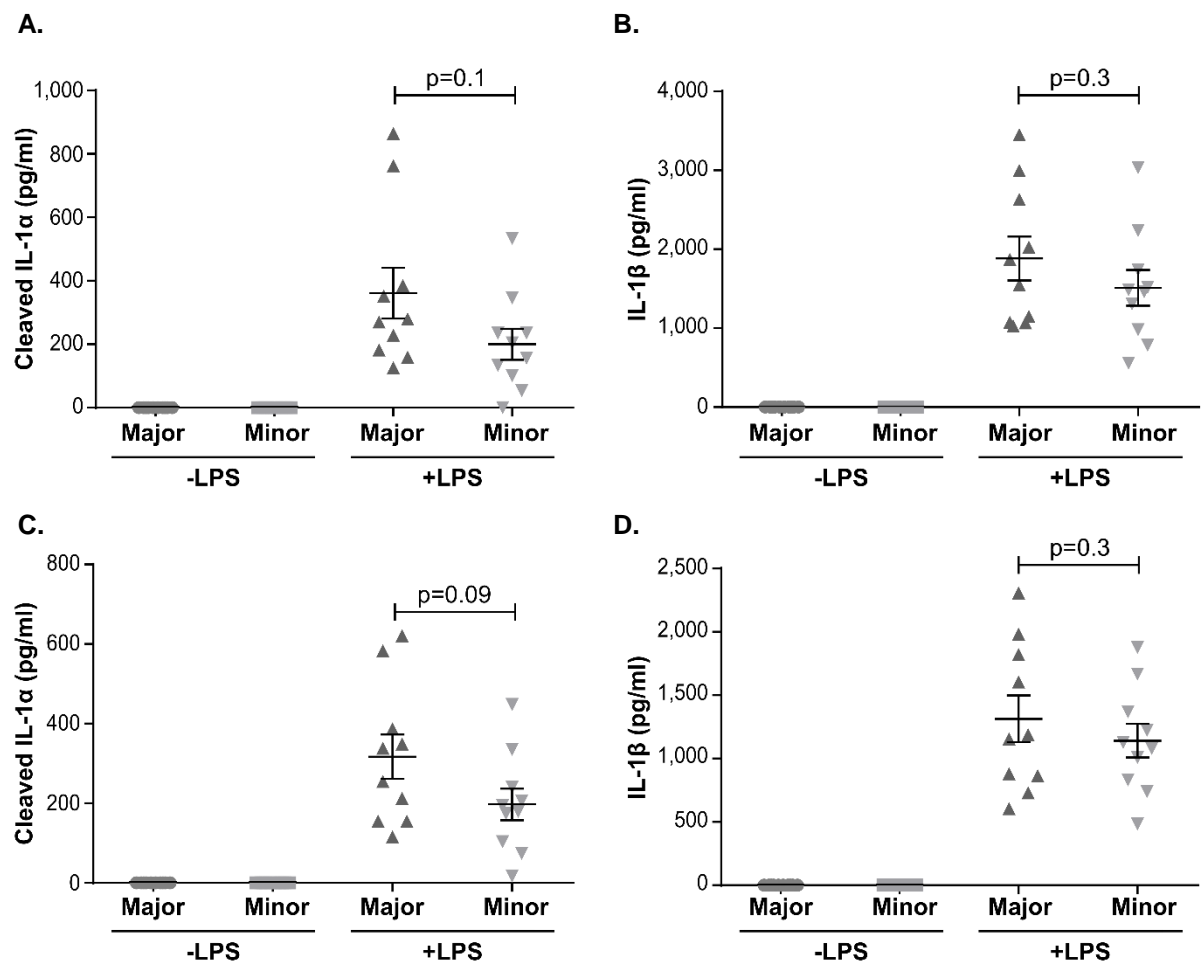 A.
p=0.1
1,000
800
600
400
200
0
Cleaved IL-1α (pg/ml)
Major Minor Major Minor
-LPS +LPS
B.
p=0.3
4,000
3,000
2,000
1,000
0
IL-1β (pg/ml)
Major Minor Major Minor
-LPS +LPS
C.
p=0.09
800
600
400
200
0
Cleaved IL-1α (pg/ml)
Major Minor Major Minor
-LPS +LPS
D.
p=0.3
2,500
2,000
1,500
1,000
500
0
IL-1β (pg/ml)
Major Minor Major Minor
-LPS +LPS